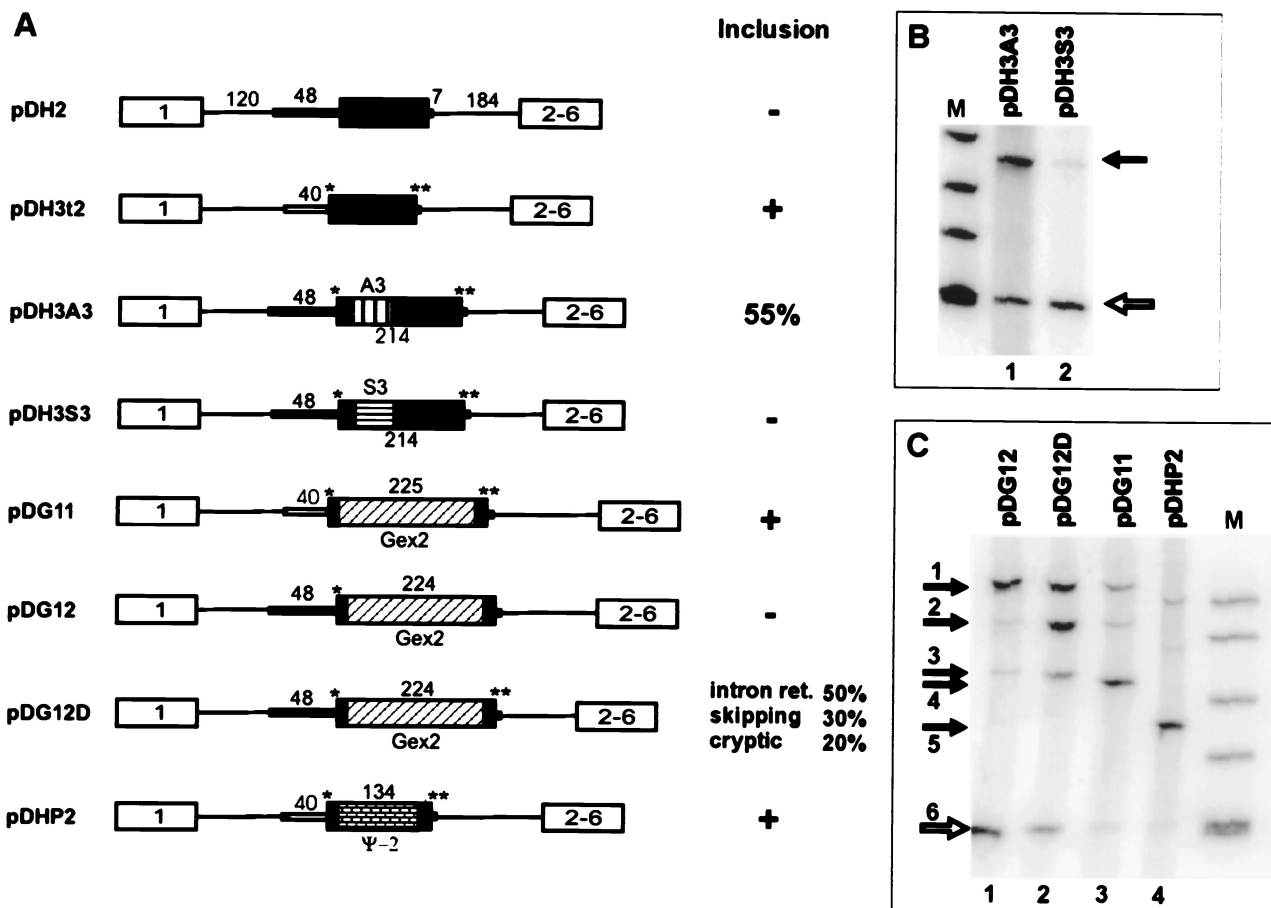 A
Inclusion
pDH2 1 120 48 7 184 2-6 -
pDH3t2 1 40 * ** 2-6 +
pDH3A3 1 48 * A3 214 ** 2-6 55%
pDH3S3 1 48 * S3 214 ** 2-6 -
pDG11 1 40 * 225 Gex2 ** 2-6 +
pDG12 1 48 * 224 Gex2 2-6 -
pDG12D 1 48 * 224 Gex2 ** 2-6
intron ret. 50%
skipping 30%
cryptic 20%
pDHP2 1 40 * 134 Ψ-2 ** 2-6 +
B
M pDH3A3 pDH3S3
1 2
C
pDG12 pDG12D pDG11 pDHP2 M
1
2
3
4
5
6
1 2 3 4